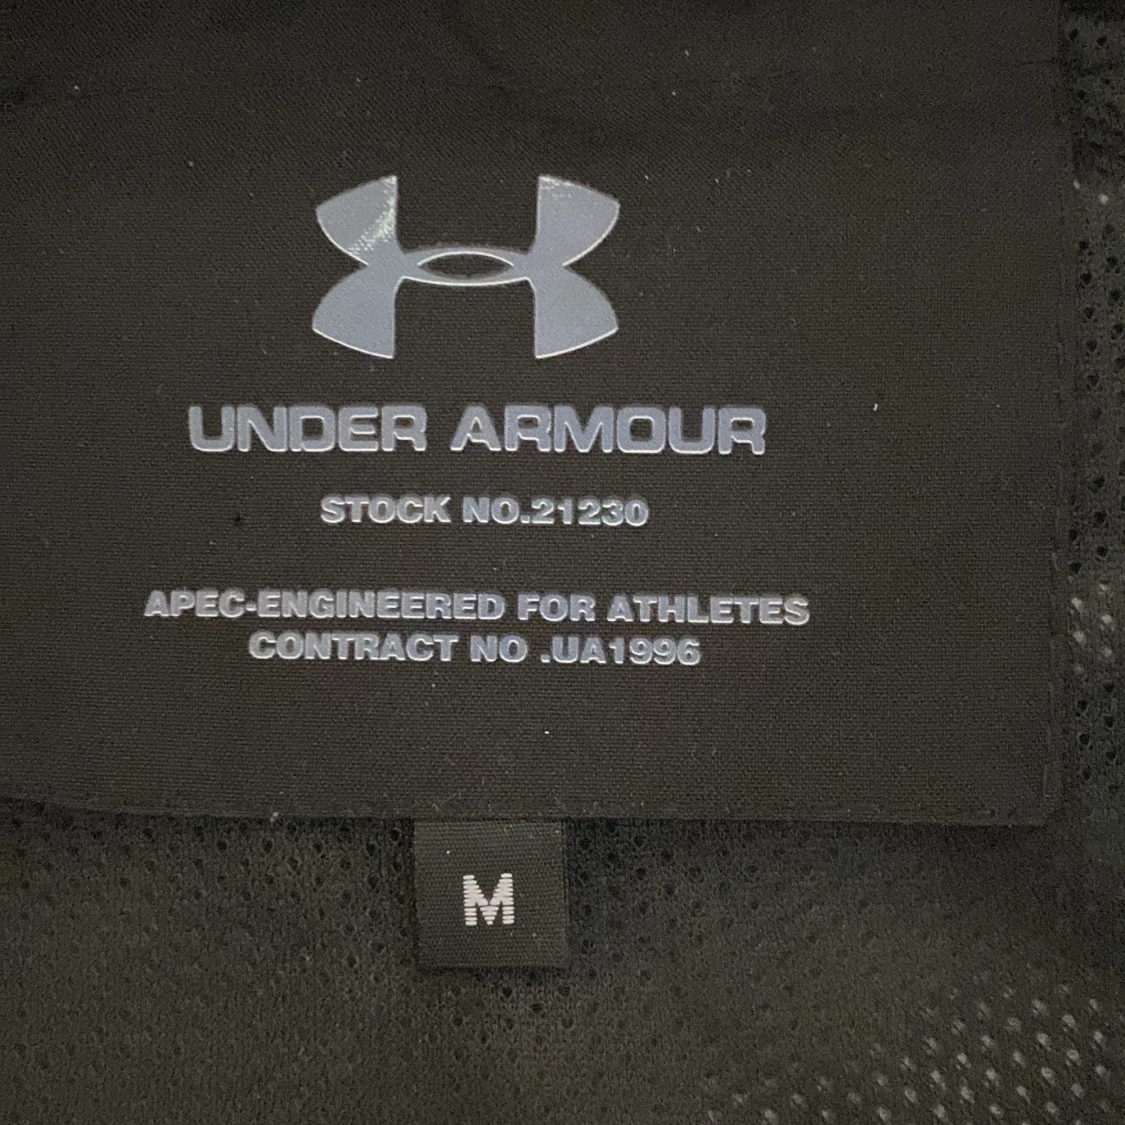 UNDER ARMOUR
STOCK NO.21230
APEC-ENGINEERED FOR ATHLETES
CONTRACT NO .UA1996
M